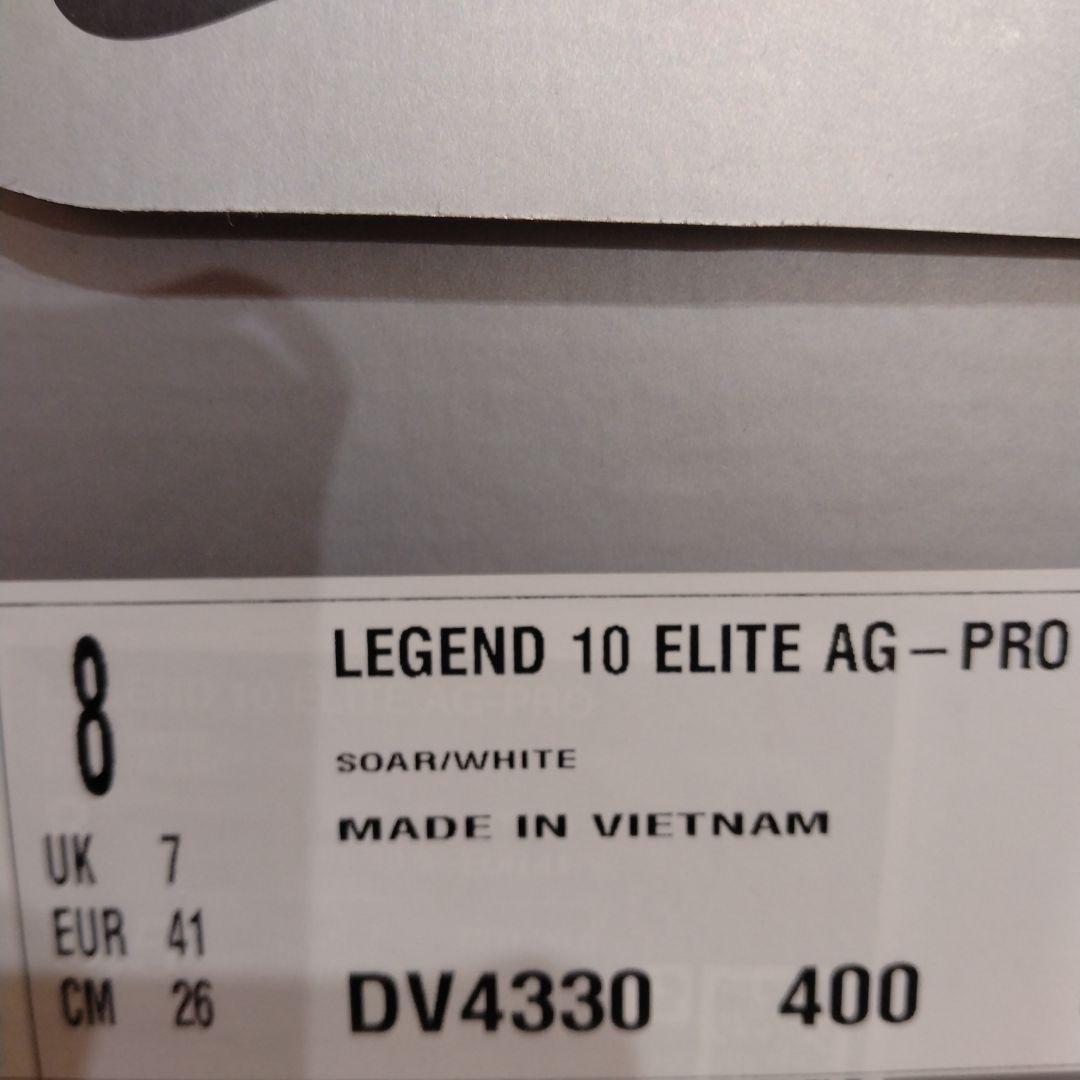 8
LEGEND 10 ELITE AG-PRO
SOAR/WHITE
MADE IN VIETNAM
UK 7
EUR 41
CM 26
DV4330 400